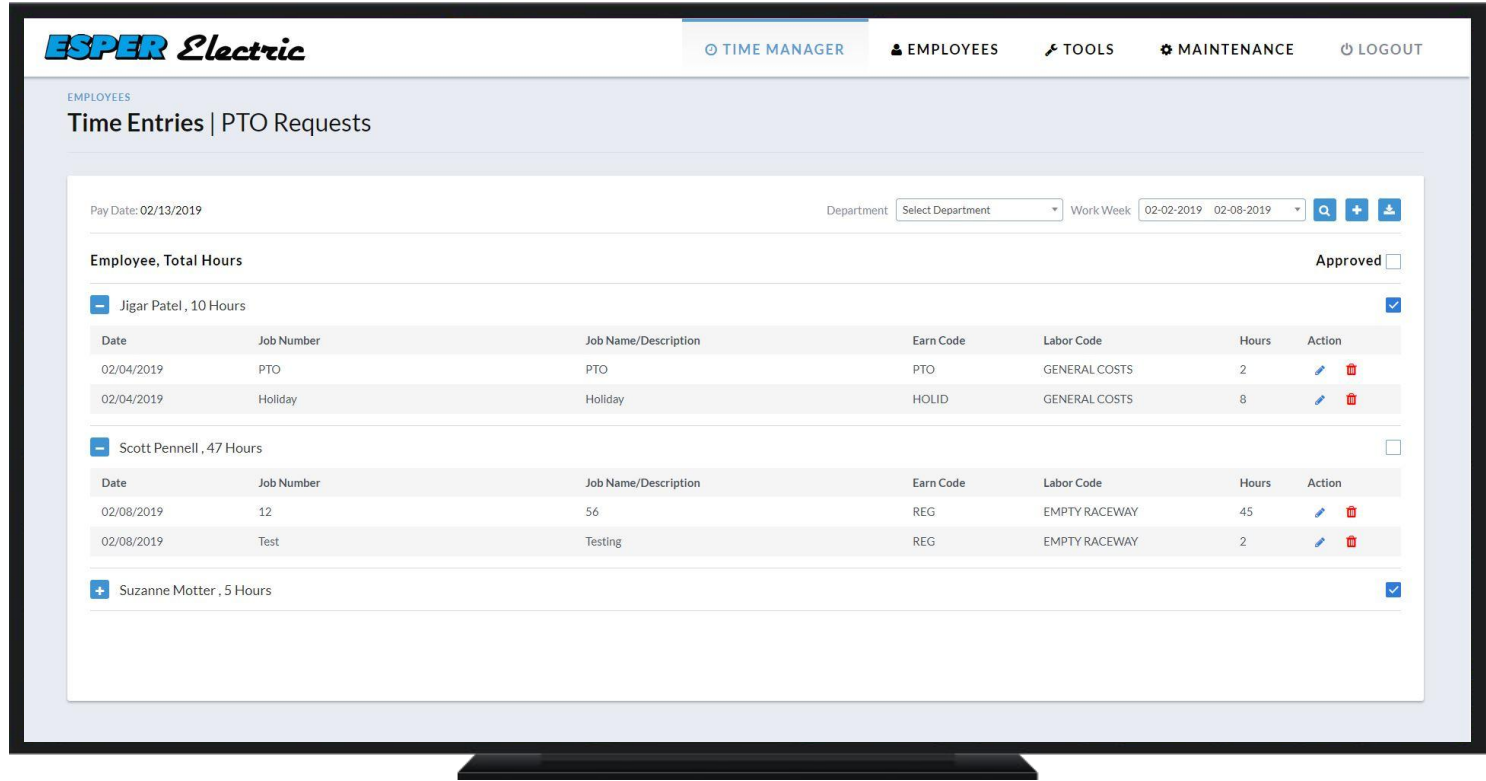 ESPER Electric TIME MANAGER EMPLOYEES TOOLS MAINTENANCE LOGOUT
EMPLOYEES
Time Entries | PTO Requests
Pay Date: 02/13/2019 Department Select Department Work Week 02-02-2019 02-08-2019
Employee, Total Hours Approved
Jigar Patel , 10 Hours
Date Job Number Job Name/Description Earn Code Labor Code Hours Action
02/04/2019 PTO PTO PTO GENERAL COSTS 2
02/04/2019 Holiday Holiday HOLID GENERAL COSTS 8
Scott Pennell , 47 Hours
Date Job Number Job Name/Description Earn Code Labor Code Hours Action
02/08/2019 12 56 REG EMPTY RACEWAY 45
02/08/2019 Test Testing REG EMPTY RACEWAY 2
Suzanne Motter , 5 Hours